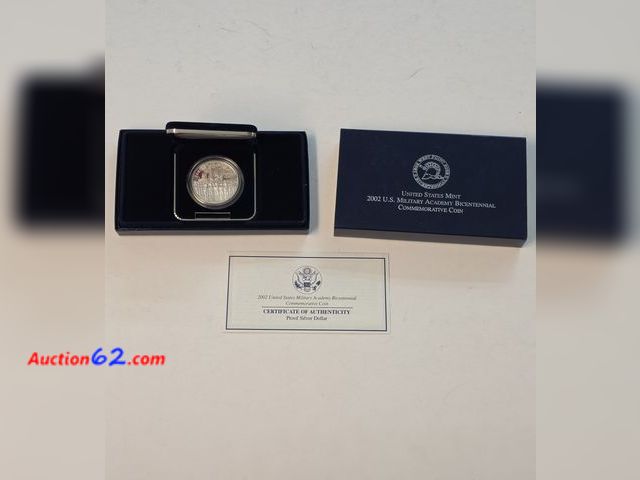 United States Mint
2002 U.S. Military Academy Bicentennial
Commemorative Coin
2002 United States Military Academy Bicentennial
Commemorative Coin
CERTIFICATE OF AUTHENTICITY
Proof Silver Dollar
Auction62.com